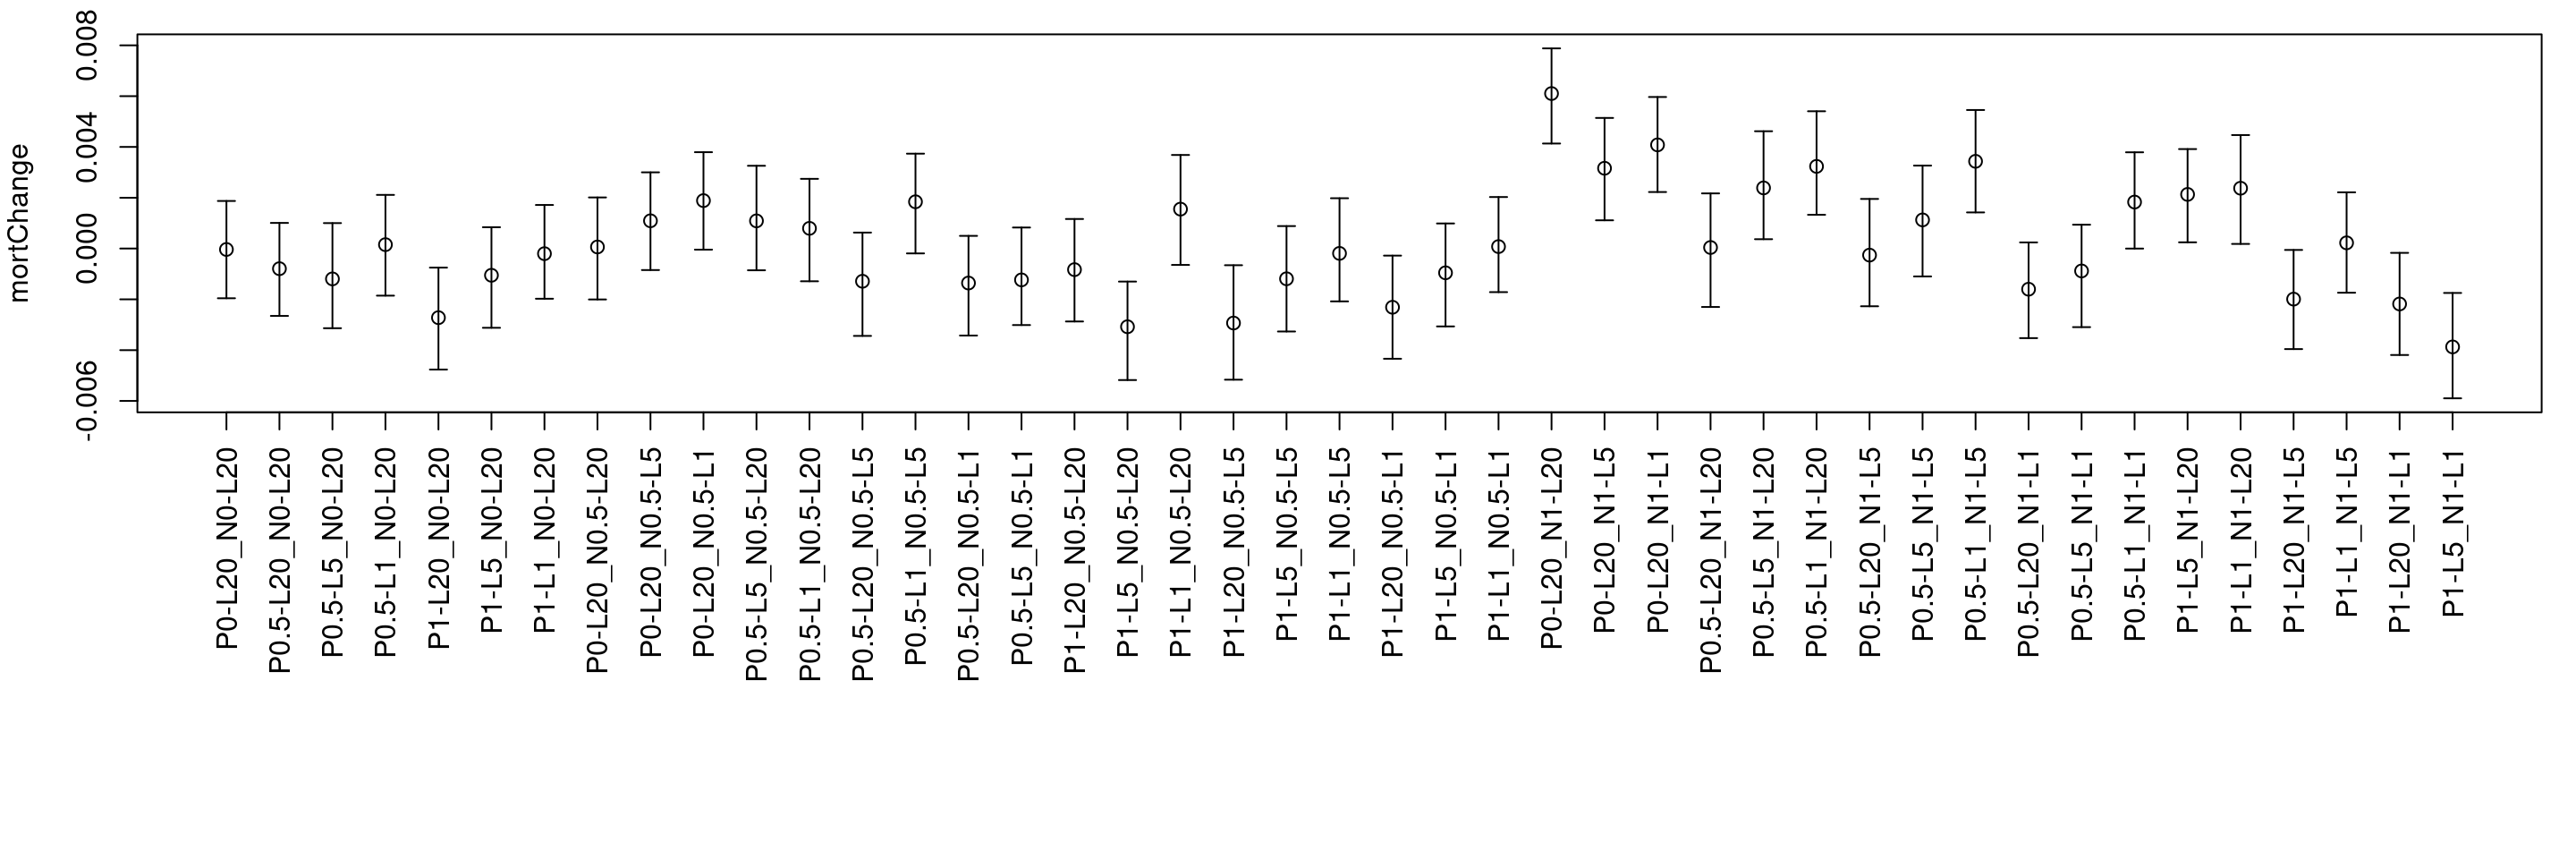 mortChange
0.008
0.004
0.000
-0.006
P0-L20_N0-L20
P0.5-L20_N0-L20
P0.5-L5_N0-L20
P0.5-L1_N0-L20
P1-L20_N0-L20
P1-L5_N0-L20
P1-L1_N0-L20
P0-L20_N0.5-L20
P0-L20_N0.5-L5
P0-L20_N0.5-L1
P0.5-L5_N0.5-L20
P0.5-L1_N0.5-L20
P0.5-L20_N0.5-L5
P0.5-L1_N0.5-L5
P0.5-L20_N0.5-L1
P0.5-L5_N0.5-L1
P1-L20_N0.5-L20
P1-L5_N0.5-L20
P1-L1_N0.5-L20
P1-L20_N0.5-L5
P1-L5_N0.5-L5
P1-L1_N0.5-L5
P1-L20_N0.5-L1
P1-L5_N0.5-L1
P1-L1_N0.5-L1
P0-L20_N1-L20
P0-L20_N1-L5
P0-L20_N1-L1
P0.5-L20_N1-L20
P0.5-L5_N1-L20
P0.5-L1_N1-L20
P0.5-L20_N1-L5
P0.5-L5_N1-L5
P0.5-L1_N1-L5
P0.5-L20_N1-L1
P0.5-L5_N1-L1
P0.5-L1_N1-L1
P1-L5_N1-L20
P1-L1_N1-L20
P1-L20_N1-L5
P1-L1_N1-L5
P1-L20_N1-L1
P1-L5_N1-L1